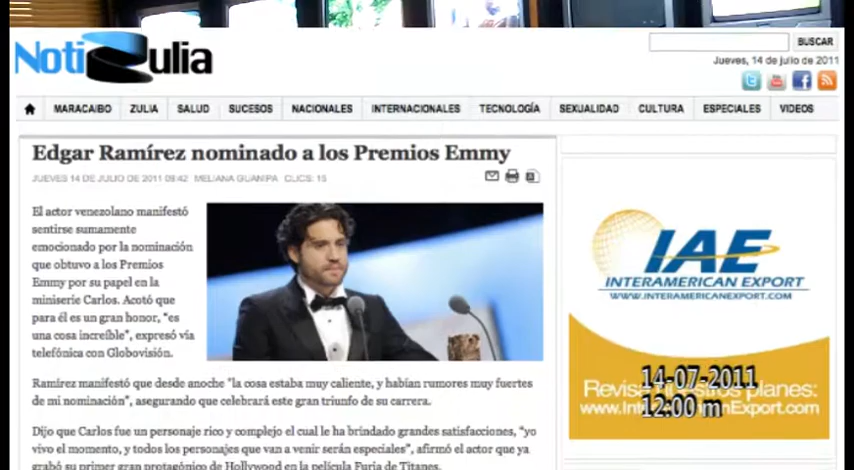 NotiZulia
BUSCAR
Jueves, 14 de julio de 2011
MARACAIBO ZULIA SALUD SUCESOS NACIONALES INTERNACIONALES TECNOLOGÍA SEXUALIDAD CULTURA ESPECIALES VIDEOS
Edgar Ramírez nominado a los Premios Emmy
JUEVES 14 DE JULIO DE 2011 09:42 MELIANA GUANIPA CLICS: 15
El actor venezolano manifestó
sentirse sumamente
emocionado por la nominación
que obtuvo a los Premios
Emmy por su papel en la
miniserie Carlos. Acotó que
para él es un gran honor, "es
una cosa increíble", expresó vía
telefónica con Globovisión.
Ramírez manifestó que desde anoche "la cosa estaba muy caliente, y habían rumores muy fuertes
de mi nominación", asegurando que celebrará este gran triunfo de su carrera.
Dijo que Carlos fue un personaje rico y complejo el cual le ha brindado grandes satisfacciones, "yo
vivo el momento, y todos los personajes que van a venir serán especiales", afirmó el actor que ya
grabó su primer gran protagónico de Hollywood en la película Furia de Titanes.
IAE
INTERAMERICAN EXPORT
WWW.INTERAMERICANEXPORT.COM
Revise nuestros planes:
www.InteramericanExport.com
14-07-2011
12:00 m